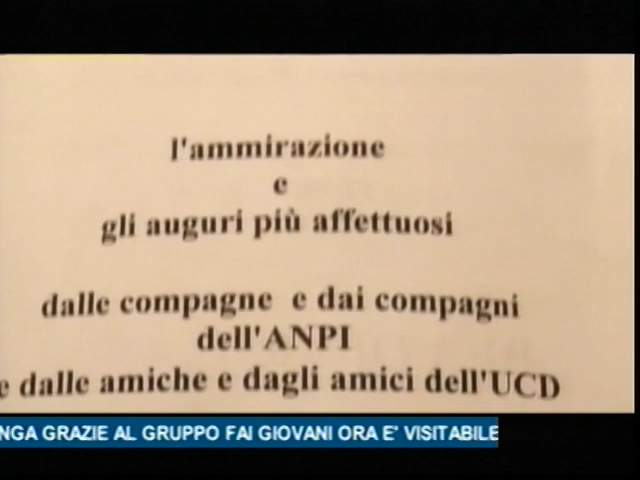 l'ammirazione
e
gli auguri più affettuosi
dalle compagne e dai compagni
dell'ANPI
e dalle amiche e dagli amici dell'UCD
NGA GRAZIE AL GRUPPO FAI GIOVANI ORA E' VISITABILE